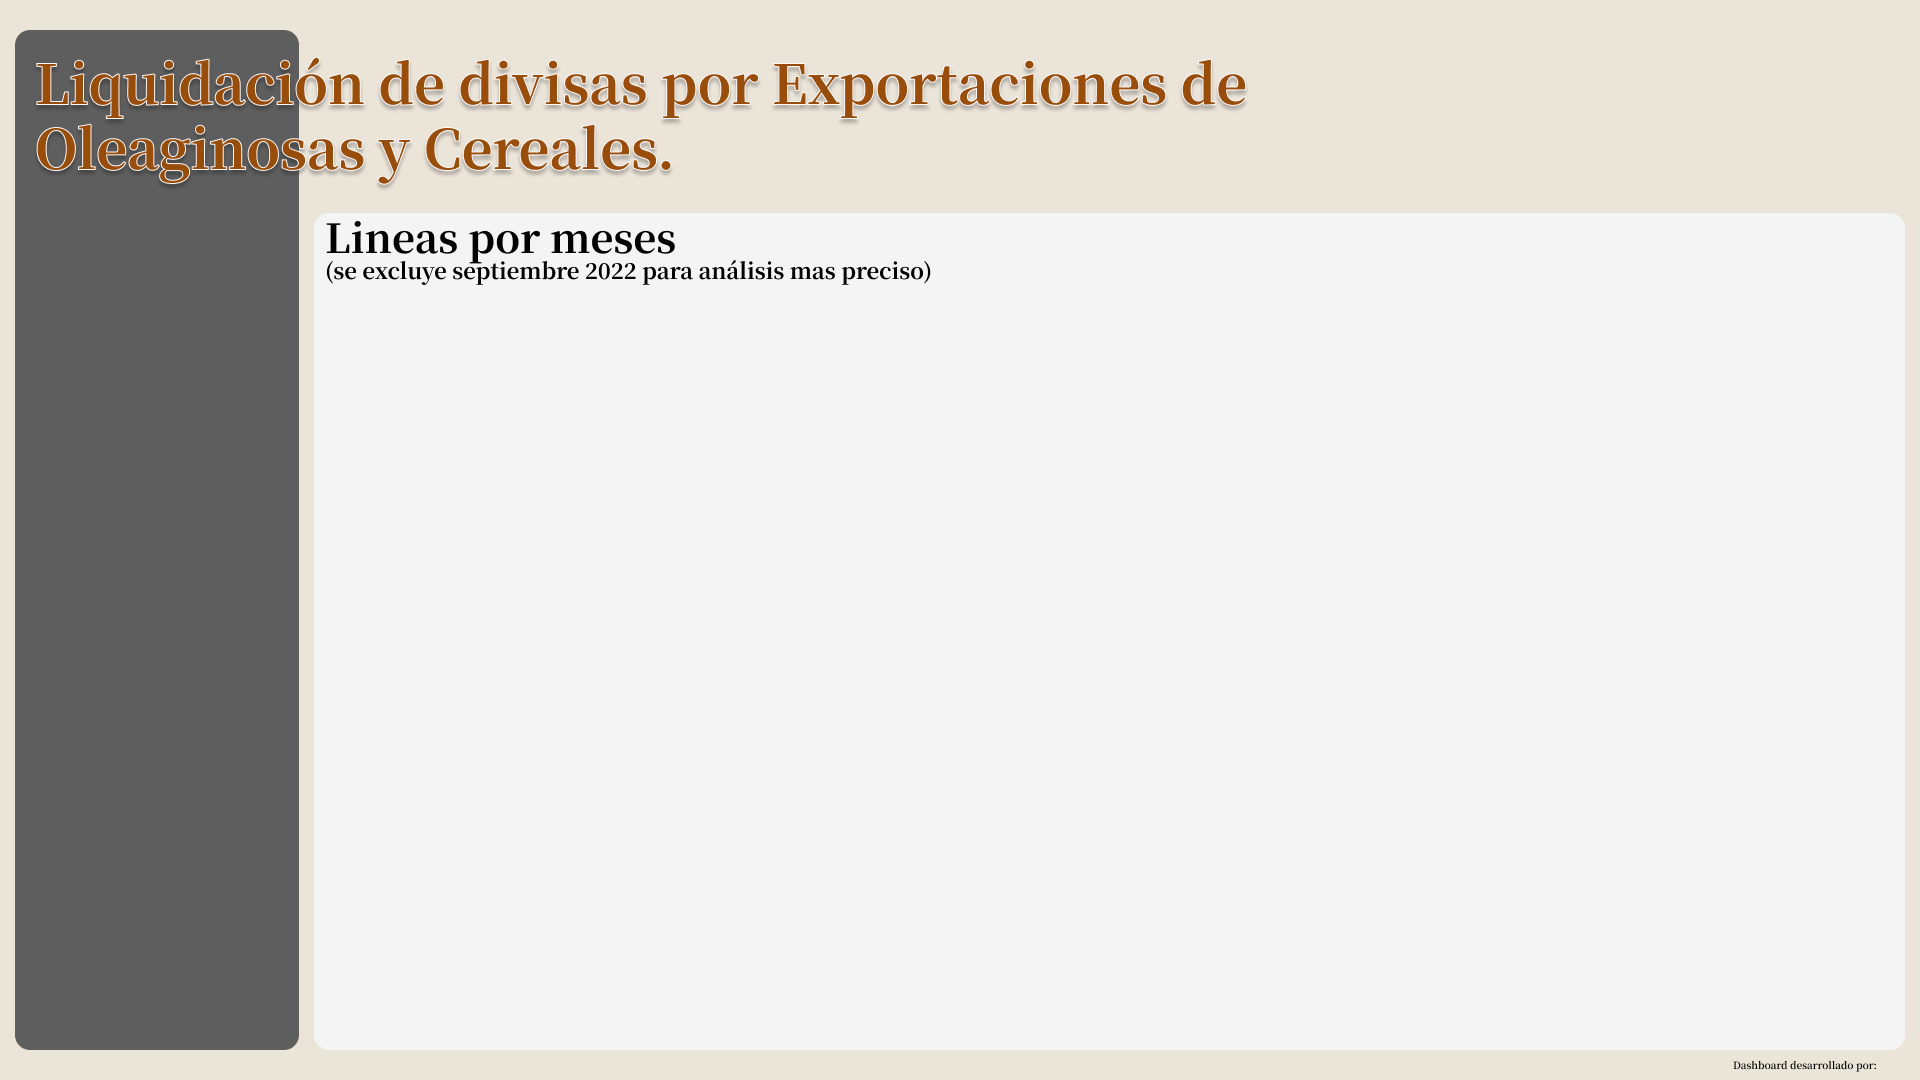 Liquidación de divisas por Exportaciones de
Oleaginosas y Cereales.
Lineas por meses
(se excluye septiembre 2022 para análisis mas preciso)
Dashboard desarrollado por: